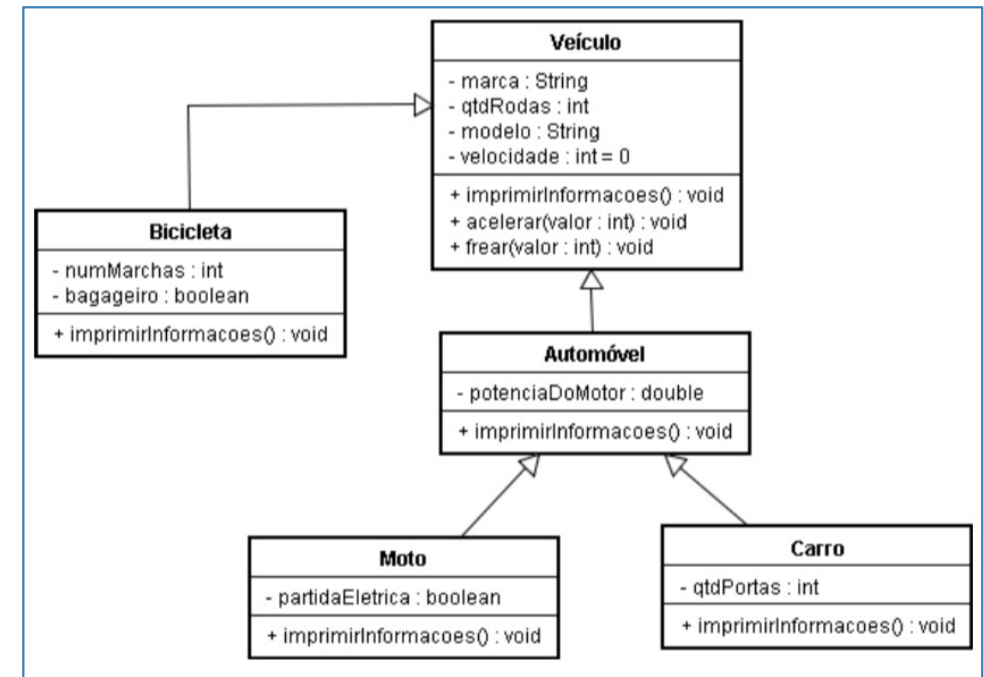 Veículo
- marca : String
- qtdRodas : int
- modelo : String
- velocidade : int = 0
+ imprimirInformacoes() : void
+ acelerar(valor : int) : void
+ frear(valor : int) : void
Bicicleta
- numMarchas : int
- bagageiro : boolean
+ imprimirInformacoes() : void
Automóvel
- potenciaDoMotor : double
+ imprimirInformacoes() : void
Moto
- partidaEletrica : boolean
+ imprimirInformacoes() : void
Carro
- qtdPortas : int
+ imprimirInformacoes() : void